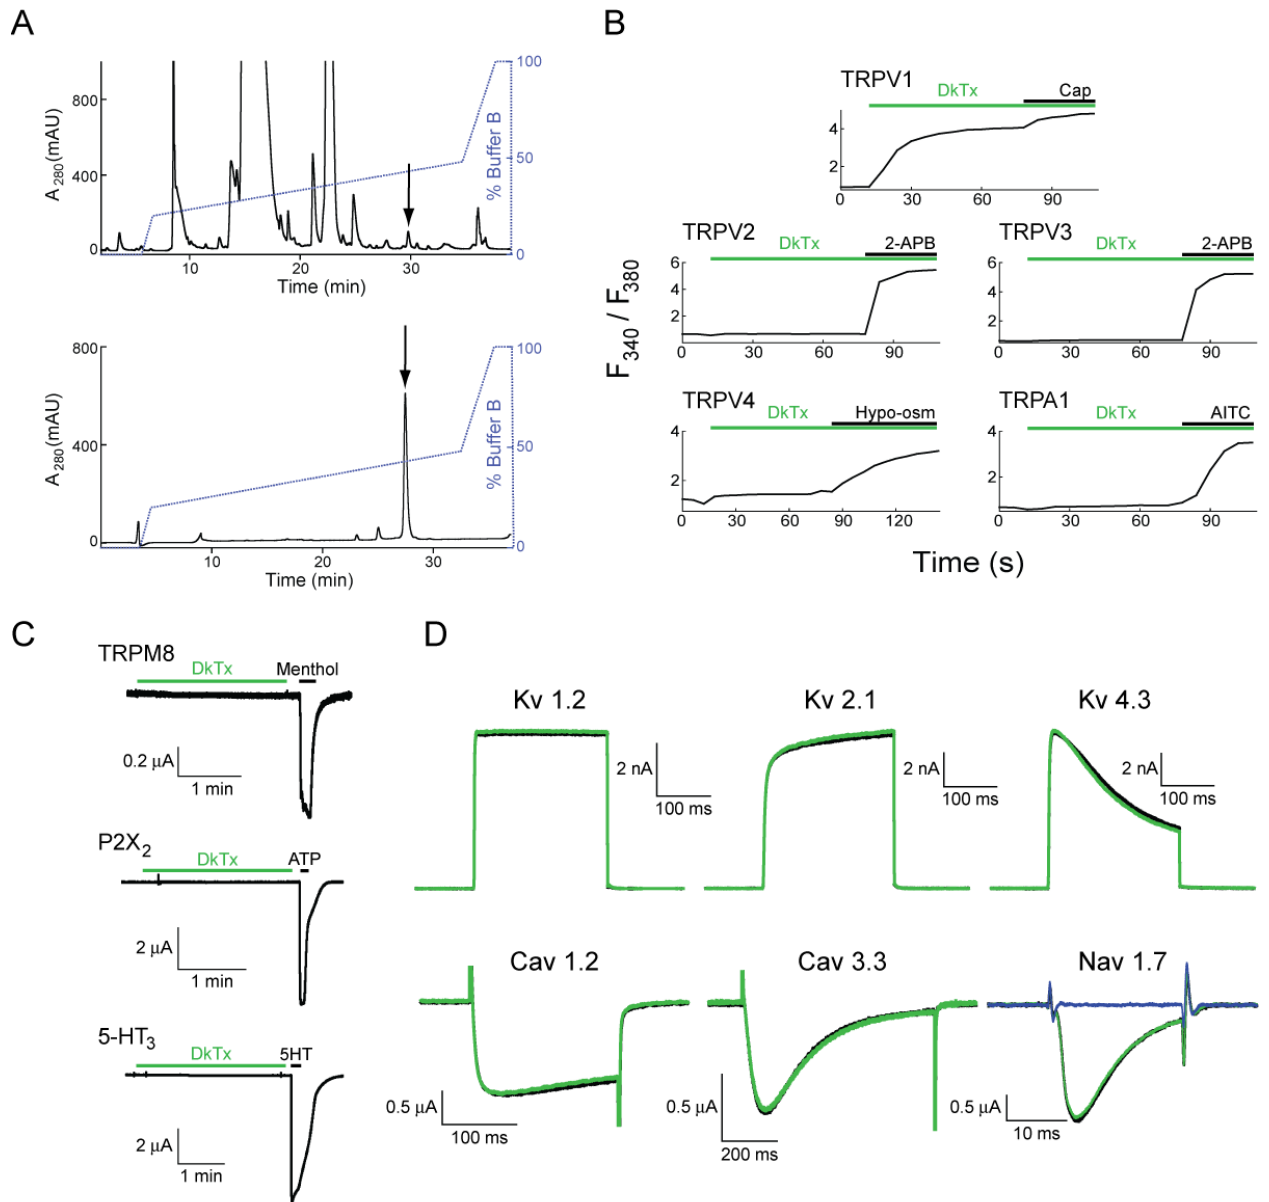 A
A280(mAU)
800
400
0
10
20
30
Time (min)
% Buffer B
100
50
0
A280(mAU)
800
400
0
10
20
30
Time (min)
% Buffer B
100
50
0
B
F340 / F380
TRPV1
DkTx
Cap
4
2
0
30
60
90
TRPV2
DkTx
2-APB
6
4
2
0
30
60
90
TRPV3
DkTx
2-APB
6
4
2
0
30
60
90
TRPV4
DkTx
Hypo-osm
4
2
0
30
60
90
120
TRPA1
DkTx
AITC
4
2
0
30
60
90
Time (s)
C
TRPM8
DkTx
Menthol
0.2 μA
1 min
P2X2
DkTx
ATP
2 μA
1 min
5-HT3
DkTx
5HT
2 μA
1 min
D
Kv 1.2
2 nA
100 ms
Kv 2.1
2 nA
100 ms
Kv 4.3
2 nA
100 ms
Cav 1.2
0.5 μA
100 ms
Cav 3.3
0.5 μA
200 ms
Nav 1.7
0.5 μA
10 ms